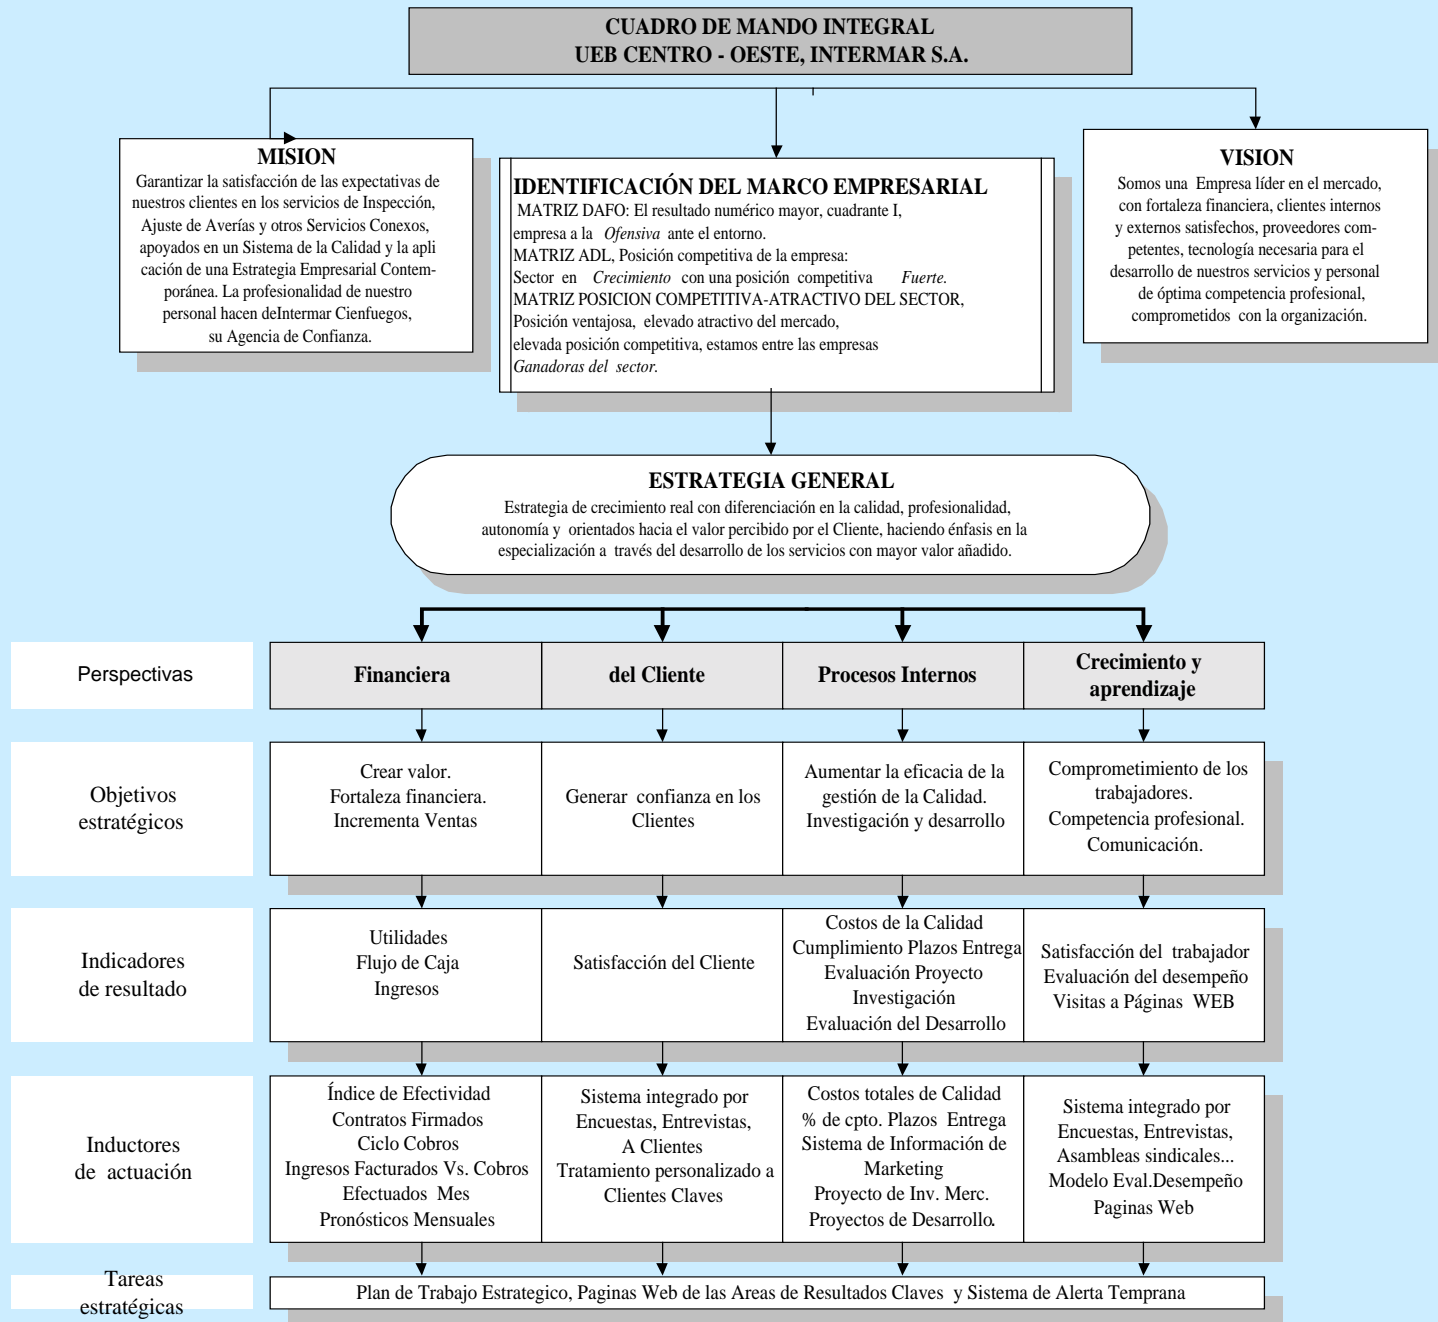 CUADRO DE MANDO INTEGRAL
UEB CENTRO - OESTE, INTERMAR S.A.
MISION
Garantizar la satisfacción de las expectativas de
nuestros clientes en los servicios de Inspección,
Ajuste de Averías y otros Servicios Conexos,
apoyados en un Sistema de la Calidad y la apli
cación de una Estrategia Empresarial Contem-
poránea. La profesionalidad de nuestro
personal hacen deIntermar Cienfuegos,
su Agencia de Confianza.
IDENTIFICACIÓN DEL MARCO EMPRESARIAL
MATRIZ DAFO: El resultado numérico mayor, cuadrante I,
empresa a la Ofensiva ante el entorno.
MATRIZ ADL, Posición competitiva de la empresa:
Sector en Crecimiento con una posición competitiva Fuerte.
MATRIZ POSICION COMPETITIVA-ATRACTIVO DEL SECTOR,
Posición ventajosa, elevado atractivo del mercado,
elevada posición competitiva, estamos entre las empresas
Ganadoras del sector.
VISION
Somos una Empresa líder en el mercado,
con fortaleza financiera, clientes internos
y externos satisfechos, proveedores com-
petentes, tecnología necesaria para el
desarrollo de nuestros servicios y personal
de óptima competencia profesional,
comprometidos con la organización.
ESTRATEGIA GENERAL
Estrategia de crecimiento real con diferenciación en la calidad, profesionalidad,
autonomía y orientados hacia el valor percibido por el Cliente, haciendo énfasis en la
especialización a través del desarrollo de los servicios con mayor valor añadido.
Perspectivas
Financiera
del Cliente
Procesos Internos
Crecimiento y
aprendizaje
Objetivos
estratégicos
Crear valor.
Fortaleza financiera.
Incrementa Ventas
Generar confianza en los
Clientes
Aumentar la eficacia de la
gestión de la Calidad.
Investigación y desarrollo
Comprometimiento de los
trabajadores.
Competencia profesional.
Comunicación.
Indicadores
de resultado
Utilidades
Flujo de Caja
Ingresos
Satisfacción del Cliente
Costos de la Calidad
Cumplimiento Plazos Entrega
Evaluación Proyecto
Investigación
Evaluación del Desarrollo
Satisfacción del trabajador
Evaluación del desempeño
Visitas a Páginas WEB
Inductores
de actuación
Índice de Efectividad
Contratos Firmados
Ciclo Cobros
Ingresos Facturados Vs. Cobros
Efectuados Mes
Pronósticos Mensuales
Sistema integrado por
Encuestas, Entrevistas,
A Clientes
Tratamiento personalizado a
Clientes Claves
Costos totales de Calidad
% de cpto. Plazos Entrega
Sistema de Información de
Marketing
Proyecto de Inv. Merc.
Proyectos de Desarrollo.
Sistema integrado por
Encuestas, Entrevistas,
Asambleas sindicales...
Modelo Eval.Desempeño
Paginas Web
Tareas
estratégicas
Plan de Trabajo Estrategico, Paginas Web de las Areas de Resultados Claves y Sistema de Alerta Temprana